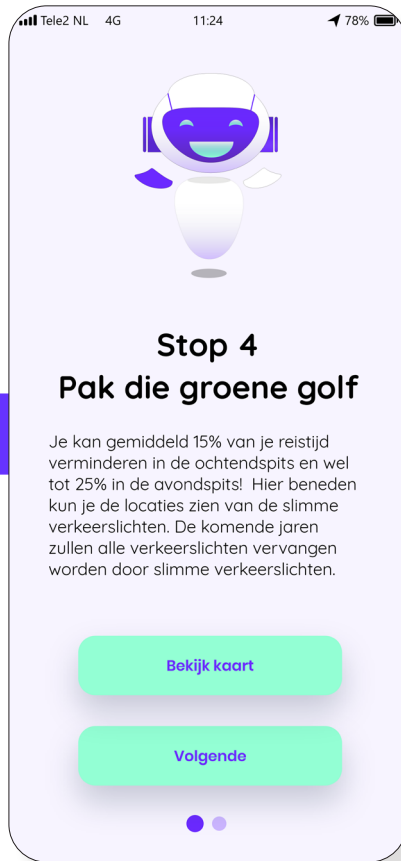 Tele2 NL 4G 11:24 78%
Stop 4
Pak die groene golf
Je kan gemiddeld 15% van je reistijd
verminderen in de ochtendspits en wel
tot 25% in de avondspits!  Hier beneden
kun je de locaties zien van de slimme
verkeerslichten. De komende jaren
zullen alle verkeerslichten vervangen
worden door slimme verkeerslichten.
Bekijk kaart
Volgende